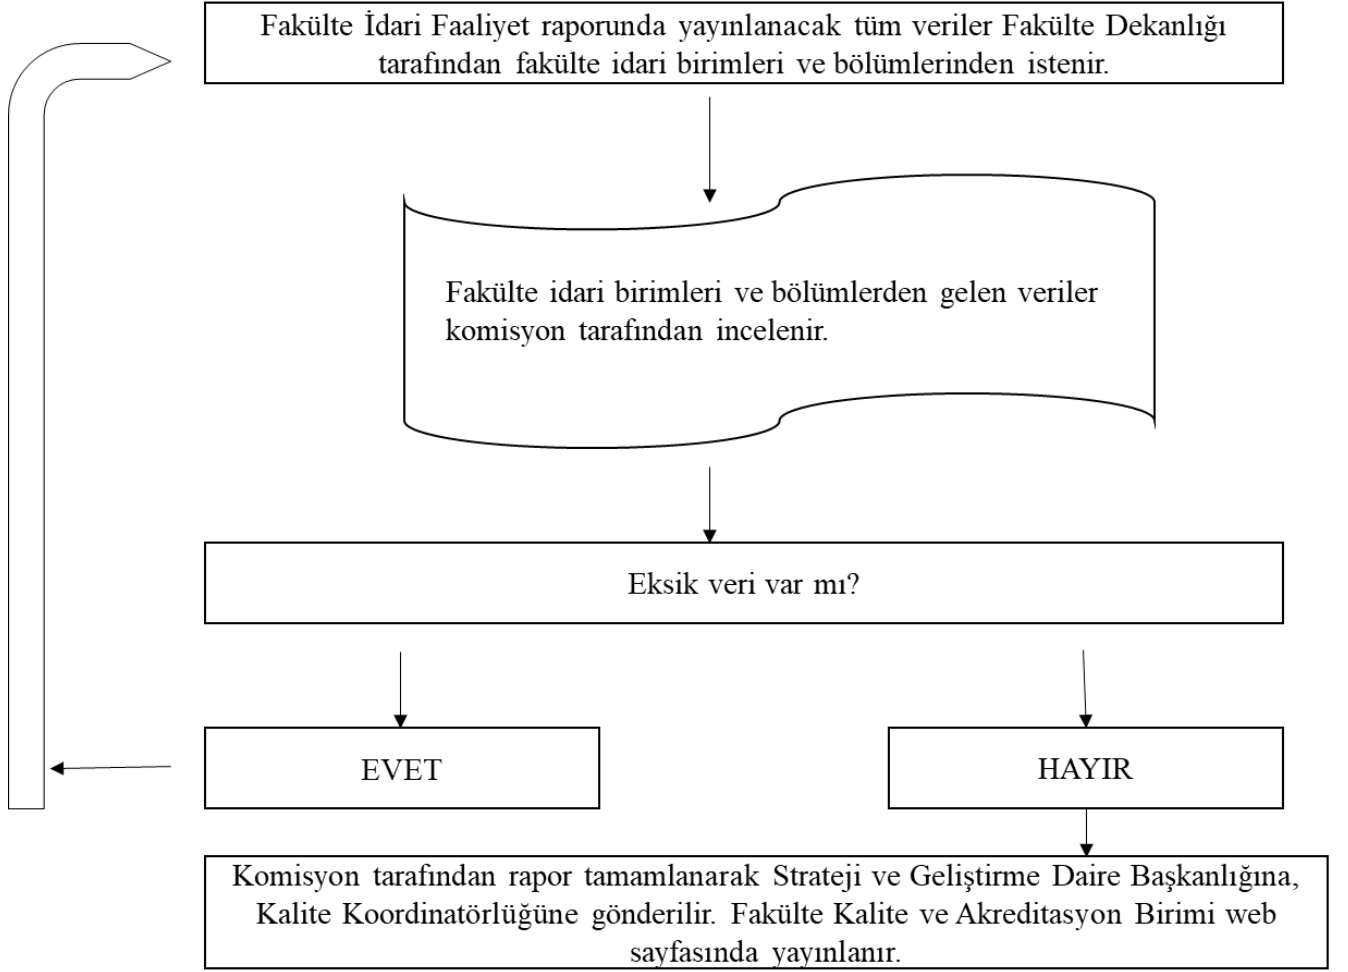 Fakülte İdari Faaliyet raporunda yayınlanacak tüm veriler Fakülte Dekanlığı
tarafından fakülte idari birimleri ve bölümlerinden istenir.
Fakülte idari birimleri ve bölümlerden gelen veriler
komisyon tarafından incelenir.
Eksik veri var mı?
EVET
HAYIR
Komisyon tarafından rapor tamamlanarak Strateji ve Geliştirme Daire Başkanlığına,
Kalite Koordinatörlüğüne gönderilir. Fakülte Kalite ve Akreditasyon Birimi web
sayfasında yayınlanır.